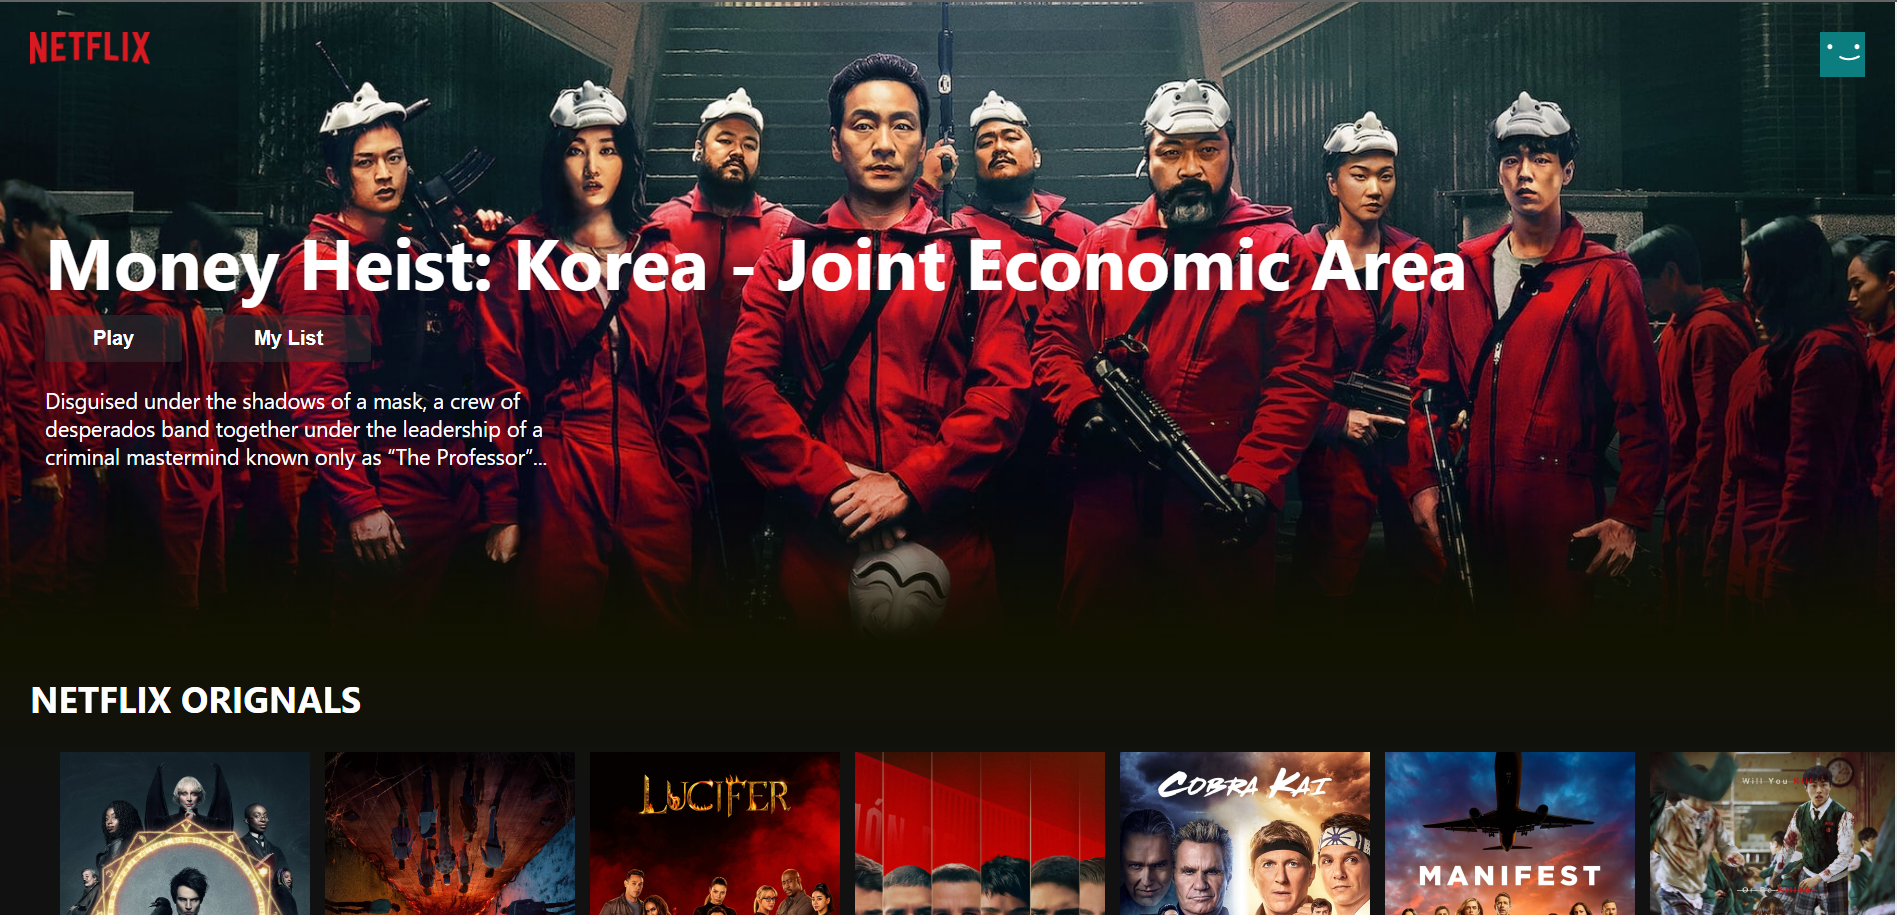 NETFLIX
Money Heist: Korea - Joint Economic Area
Play
My List
Disguised under the shadows of a mask, a crew of
desperados band together under the leadership of a
criminal mastermind known only as “The Professor”...
NETFLIX ORIGNALS
LUCIFER
COBRA KAI
MANIFEST
Will You
Or Be